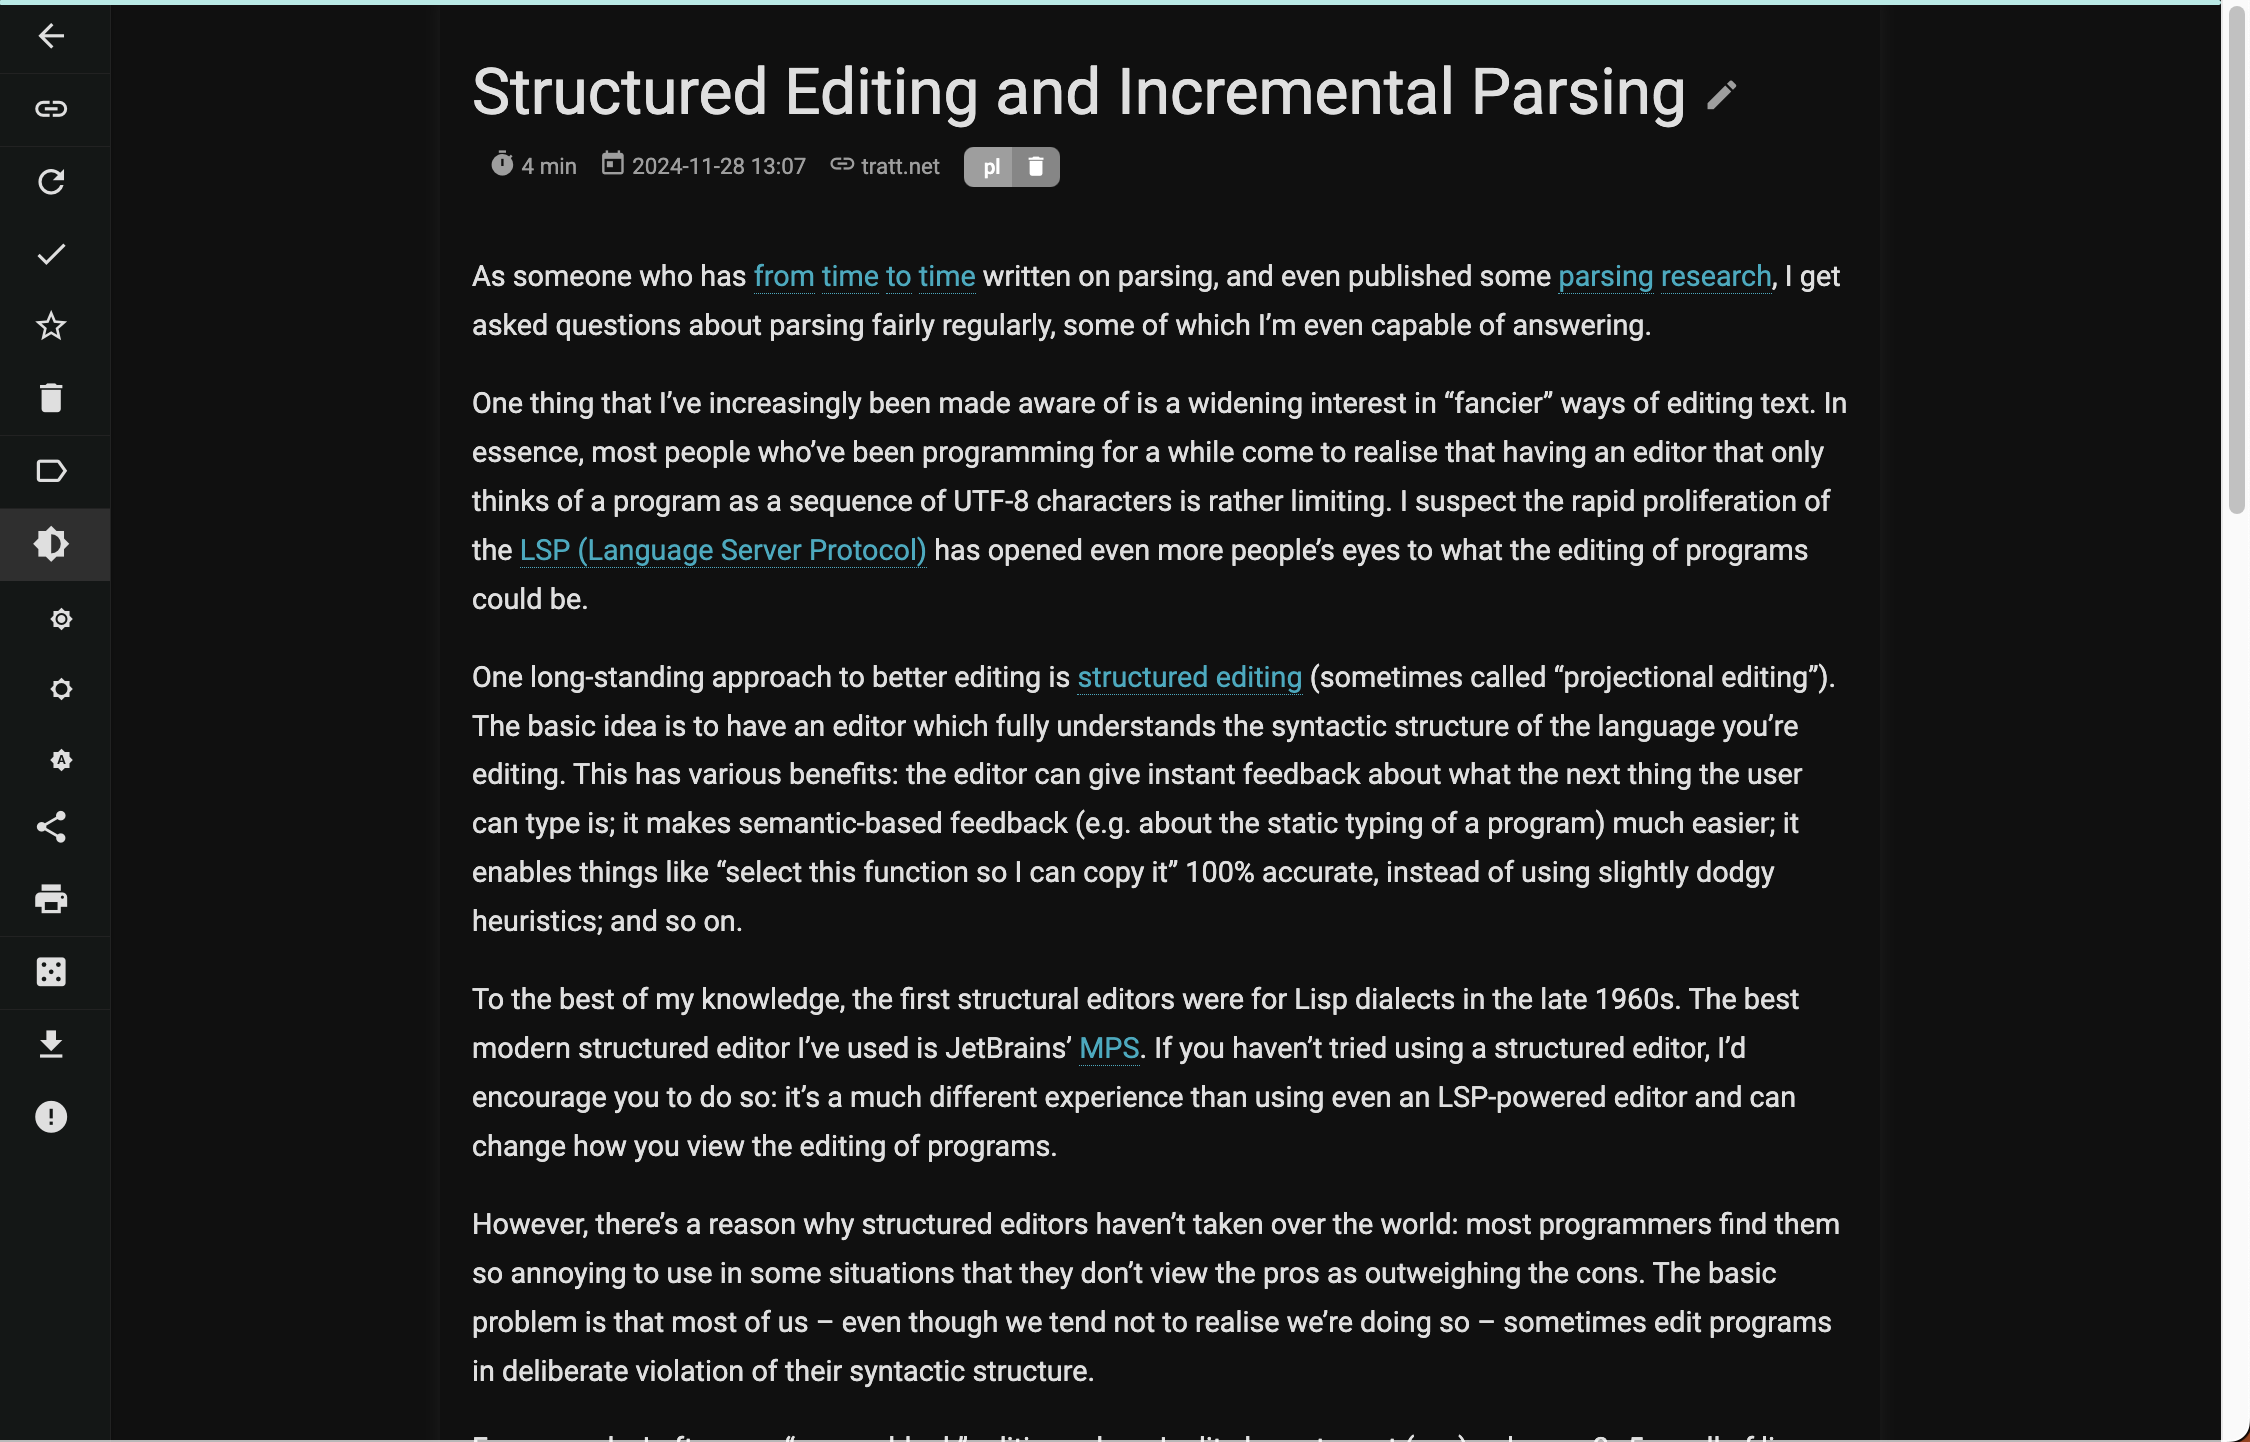 Structured Editing and Incremental Parsing
4 min 2024-11-28 13:07 tratt.net pl
As someone who has from time to time written on parsing, and even published some parsing research, I get
asked questions about parsing fairly regularly, some of which I’m even capable of answering.
One thing that I’ve increasingly been made aware of is a widening interest in “fancier” ways of editing text. In
essence, most people who’ve been programming for a while come to realise that having an editor that only
thinks of a program as a sequence of UTF-8 characters is rather limiting. I suspect the rapid proliferation of
the LSP (Language Server Protocol) has opened even more people’s eyes to what the editing of programs
could be.
One long-standing approach to better editing is structured editing (sometimes called “projectional editing”).
The basic idea is to have an editor which fully understands the syntactic structure of the language you’re
editing. This has various benefits: the editor can give instant feedback about what the next thing the user
can type is; it makes semantic-based feedback (e.g. about the static typing of a program) much easier; it
enables things like “select this function so I can copy it” 100% accurate, instead of using slightly dodgy
heuristics; and so on.
To the best of my knowledge, the first structural editors were for Lisp dialects in the late 1960s. The best
modern structured editor I’ve used is JetBrains’ MPS. If you haven’t tried using a structured editor, I’d
encourage you to do so: it’s a much different experience than using even an LSP-powered editor and can
change how you view the editing of programs.
However, there’s a reason why structured editors haven’t taken over the world: most programmers find them
so annoying to use in some situations that they don’t view the pros as outweighing the cons. The basic
problem is that most of us – even though we tend not to realise we’re doing so – sometimes edit programs
in deliberate violation of their syntactic structure.